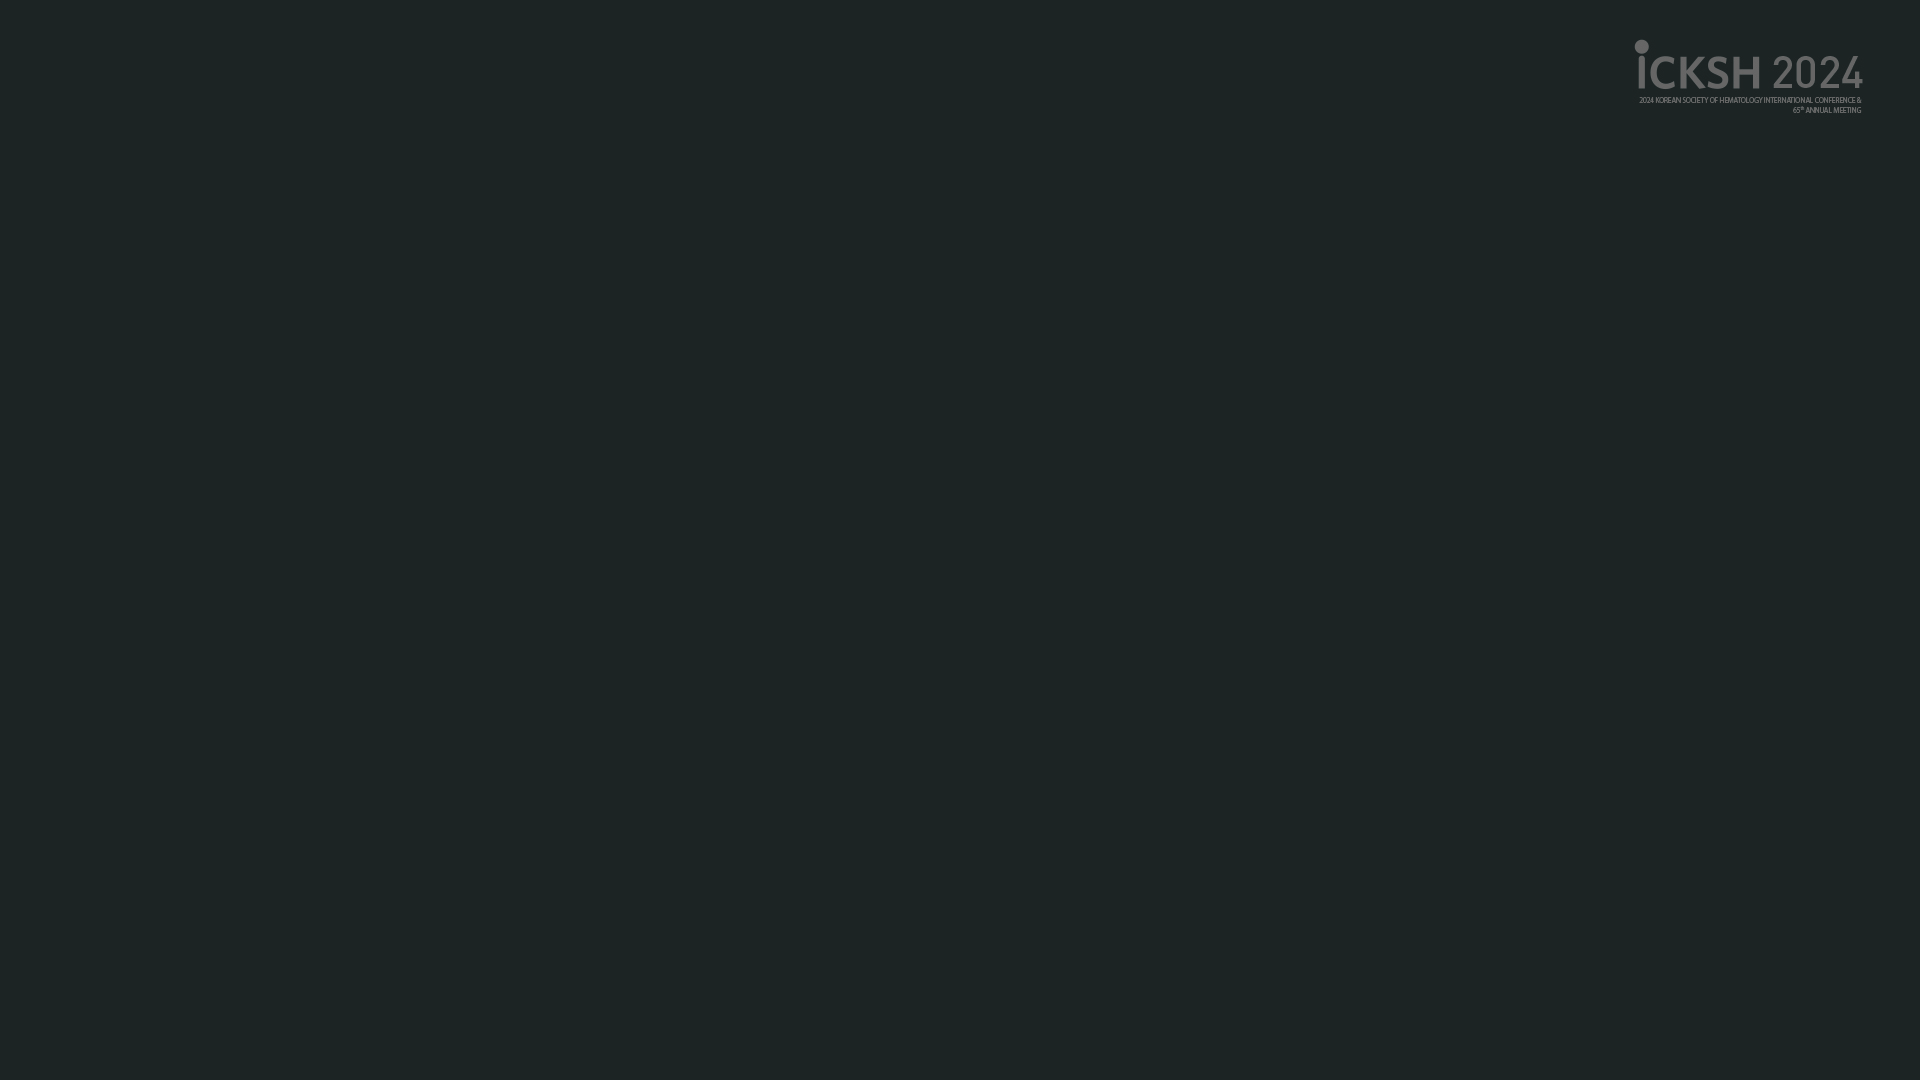 iCKSH 2024
2024 KOREAN SOCIETY OF HEMATOLOGY INTERNATIONAL CONFERENCE &
65th ANNUAL MEETING